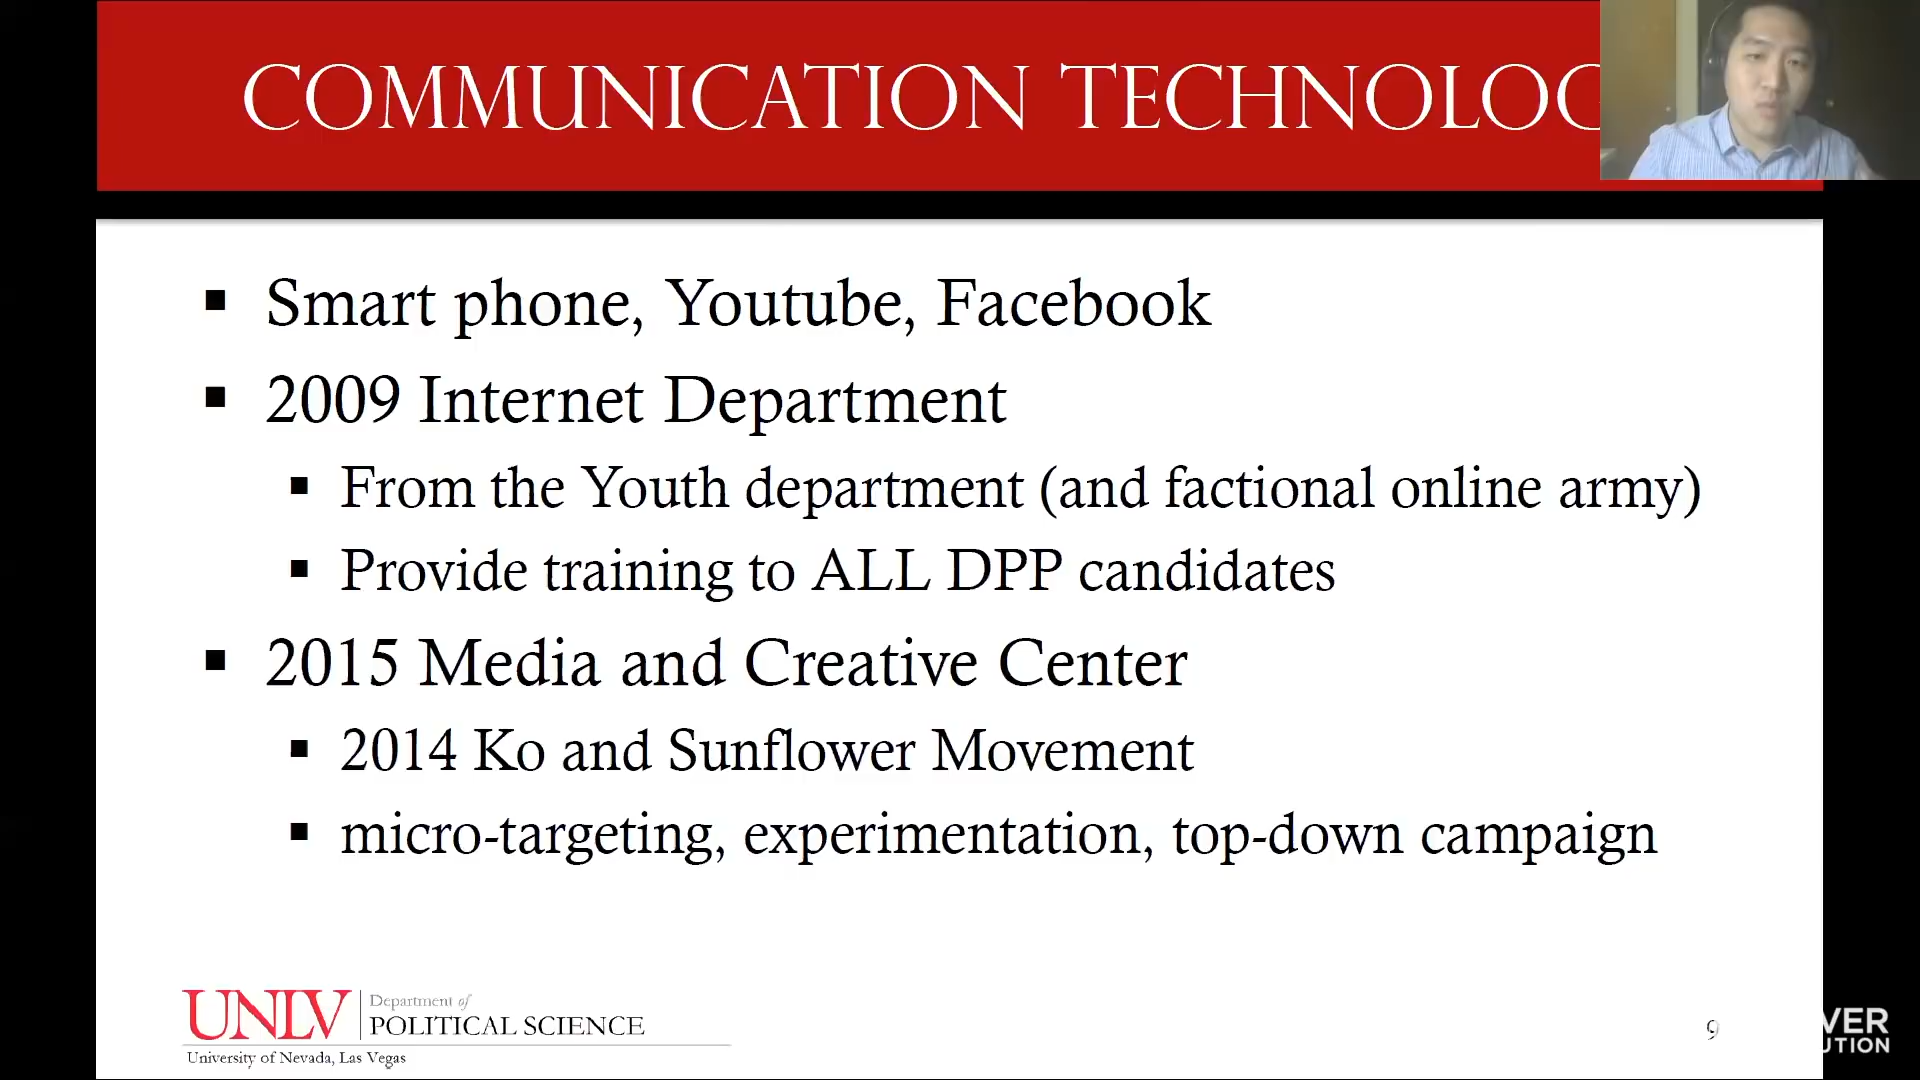 COMMUNICATION TECHNOLOG
▪ Smart phone, Youtube, Facebook
▪ 2009 Internet Department
▪ From the Youth department (and factional online army)
▪ Provide training to ALL DPP candidates
▪ 2015 Media and Creative Center
▪ 2014 Ko and Sunflower Movement
▪ micro-targeting, experimentation, top-down campaign
UNLV Department of
POLITICAL SCIENCE
University of Nevada, Las Vegas
9
VER
UTION